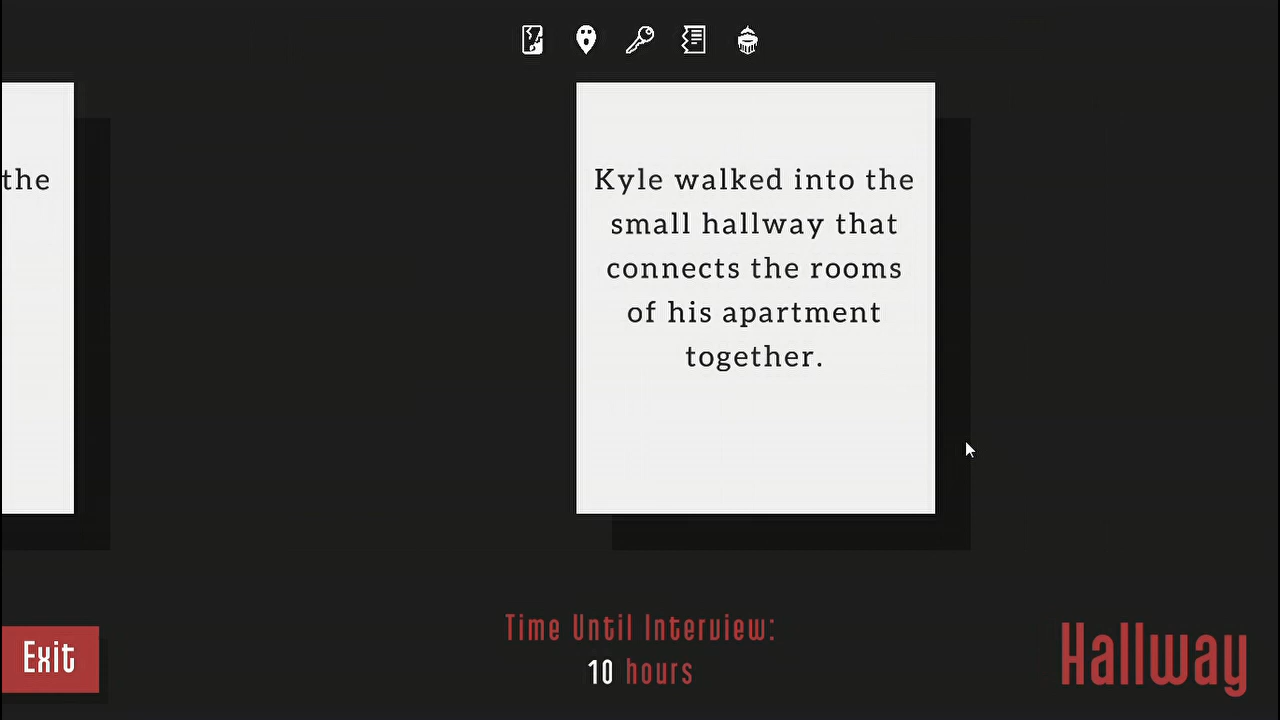 the
Kyle walked into the
small hallway that
connects the rooms
of his apartment
together.
Time Until Interview:
10 hours
Exit
Hallway